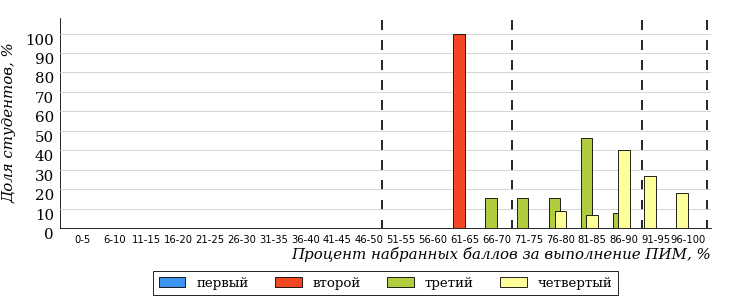 Доля студентов, %
100
90
80
70
60
50
40
30
20
10
0
0-5 6-10 11-15 16-20 21-25 26-30 31-35 36-40 41-45 46-50 51-55 56-60 61-65 66-70 71-75 76-80 81-85 86-90 91-95 96-100
Процент набранных баллов за выполнение ПИМ, %
первый второй третий четвертый